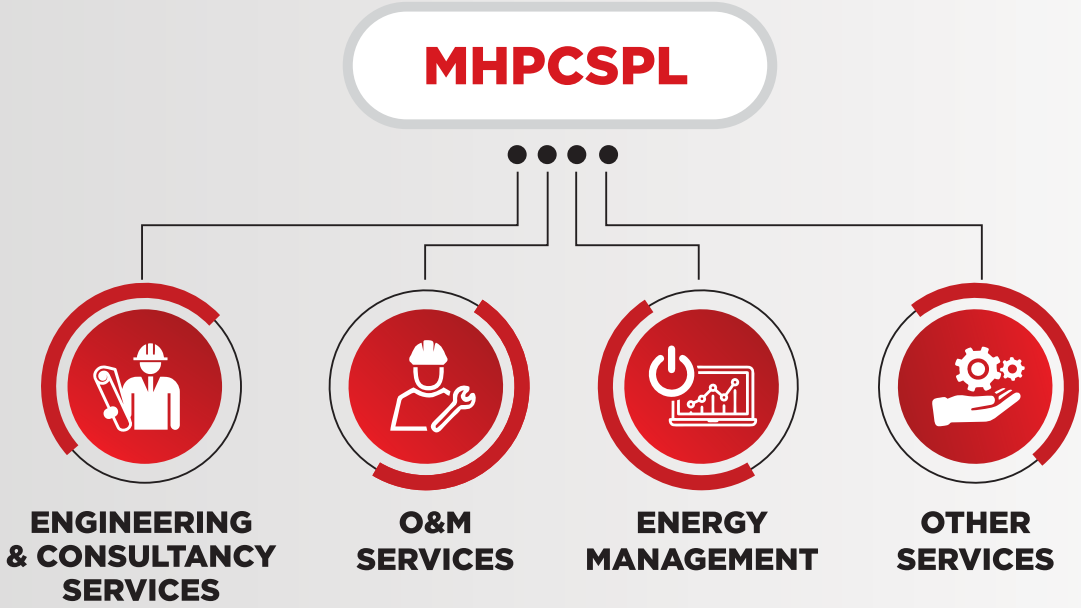 MHPCSPL
ENGINEERING
& CONSULTANCY
SERVICES
O&M
SERVICES
ENERGY
MANAGEMENT
OTHER
SERVICES